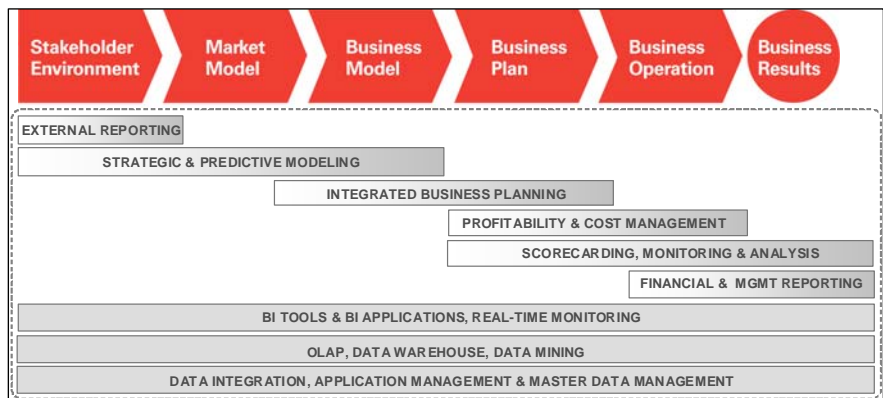 Stakeholder
Environment
Market
Model
Business
Model
Business
Plan
Business
Operation
Business
Results
EXTERNAL REPORTING
STRATEGIC & PREDICTIVE MODELING
INTEGRATED BUSINESS PLANNING
PROFITABILITY & COST MANAGEMENT
SCORECARDING, MONITORING & ANALYSIS
FINANCIAL & MGMT REPORTING
BI TOOLS & BI APPLICATIONS, REAL-TIME MONITORING
OLAP, DATA WAREHOUSE, DATA MINING
DATA INTEGRATION, APPLICATION MANAGEMENT & MASTER DATA MANAGEMENT